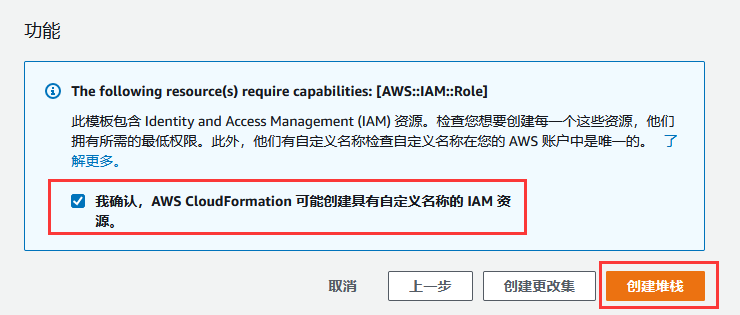 功能
The following resource(s) require capabilities: [AWS::IAM::Role]
此模板包含 Identity and Access Management (IAM) 资源。检查您想要创建每一个这些资源，他们
拥有所需的最低权限。此外，他们有自定义名称检查自定义名称在您的 AWS 账户中是唯一的。 了
解更多。
我确认，AWS CloudFormation 可能创建具有自定义名称的 IAM 资
源。
取消 上一步 创建更改集 创建堆栈